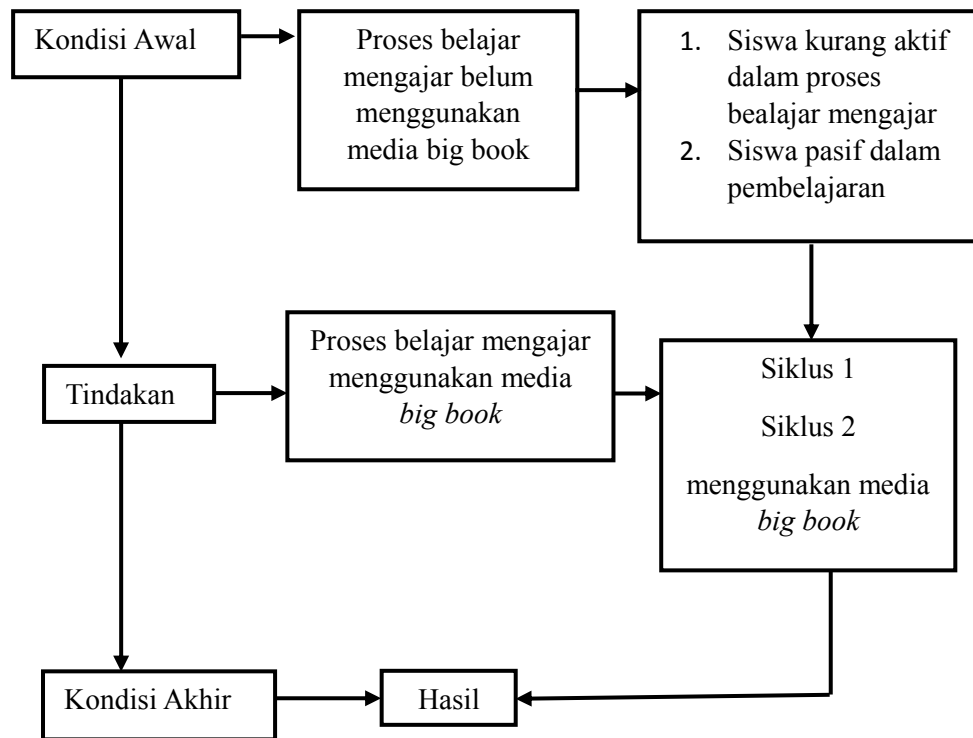 Kondisi Awal
Proses belajar
mengajar belum
menggunakan
media big book
1. Siswa kurang aktif
dalam proses
bealajar mengajar
2. Siswa pasif dalam
pembelajaran
Tindakan
Proses belajar mengajar
menggunakan media
big book
Siklus 1
Siklus 2
menggunakan media
big book
Kondisi Akhir
Hasil